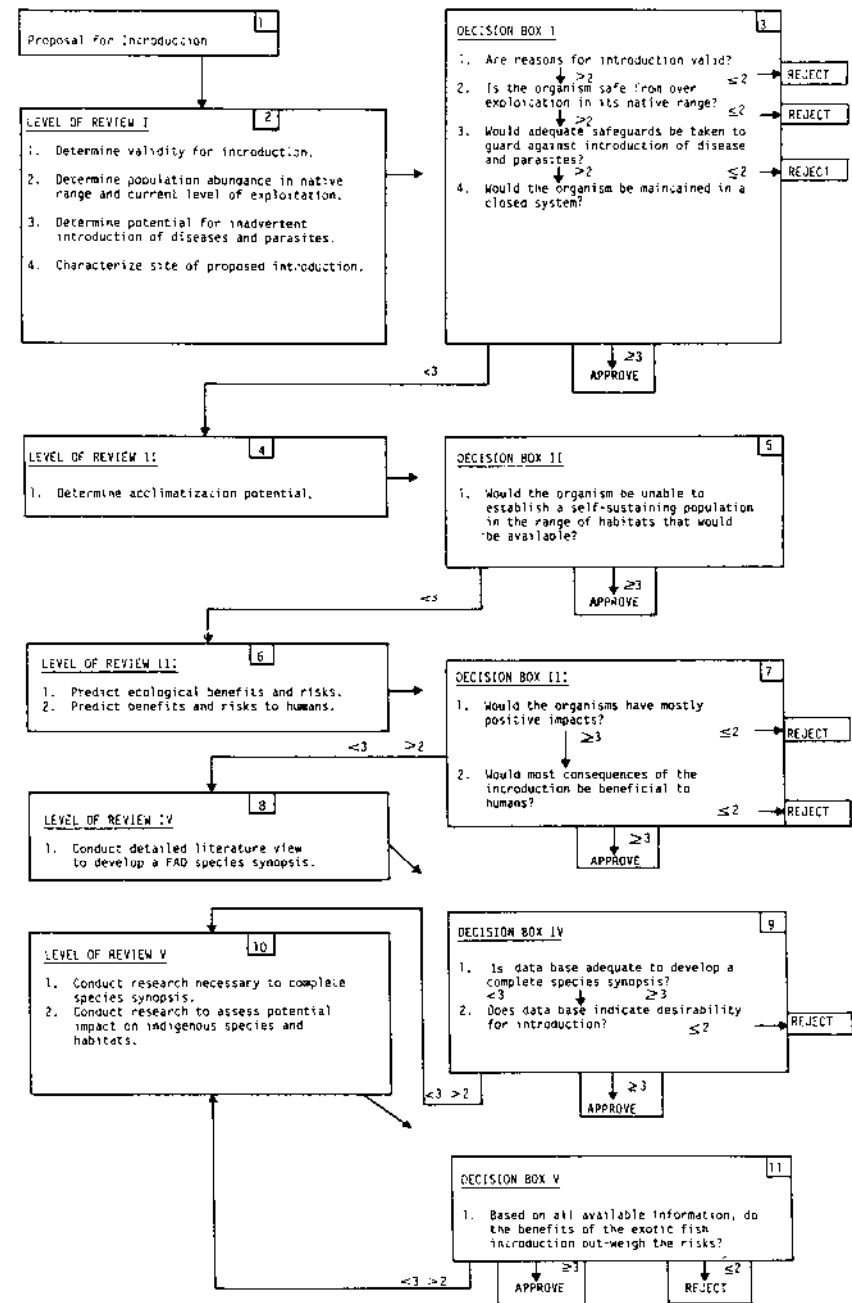 1
Proposal for Introduction
2
LEVEL OF REVIEW I
1. Determine validity for introduction.
2. Determine population abundance in native
range and current level of exploitation.
3. Determine potential for inadvertent
introduction of diseases and parasites.
4. Characterize site of proposed introduction.
3
DECISION BOX I
1. Are reasons for introduction valid?
>2 ≤2 REJECT
2. Is the organism safe from over
exploitation in its native range?
>2 ≤2 REJECT
3. Would adequate safeguards be taken to
guard against introduction of disease
and parasites?
>2 ≤2 REJECT
4. Would the organism be maintained in a
closed system?
<3
≥3
APPROVE
4
LEVEL OF REVIEW II
1. Determine acclimatization potential.
5
DECISION BOX II
1. Would the organism be unable to
establish a self-sustaining population
in the range of habitats that would
be available?
<3
≥3
APPROVE
6
LEVEL OF REVIEW III
1. Predict ecological benefits and risks.
2. Predict benefits and risks to humans.
7
DECISION BOX III
1. Would the organisms have mostly
positive impacts?
≥3 ≤2 REJECT
2. Would most consequences of the
introduction be beneficial to
humans?
≤2 REJECT
<3 >2
≥3
APPROVE
8
LEVEL OF REVIEW IV
1. Conduct detailed literature view
to develop a FAO species synopsis.
9
DECISION BOX IV
1. Is data base adequate to develop a
complete species synopsis?
<3 ≥3
2. Does data base indicate desirability
for introduction? ≤2 REJECT
<3 >2
≥3
APPROVE
10
LEVEL OF REVIEW V
1. Conduct research necessary to complete
species synopsis.
2. Conduct research to assess potential
impact on indigenous species and
habitats.
11
DECISION BOX V
1. Based on all available information, do
the benefits of the exotic fish
introduction out-weigh the risks?
<3 >2
≥3
APPROVE
≤2
REJECT